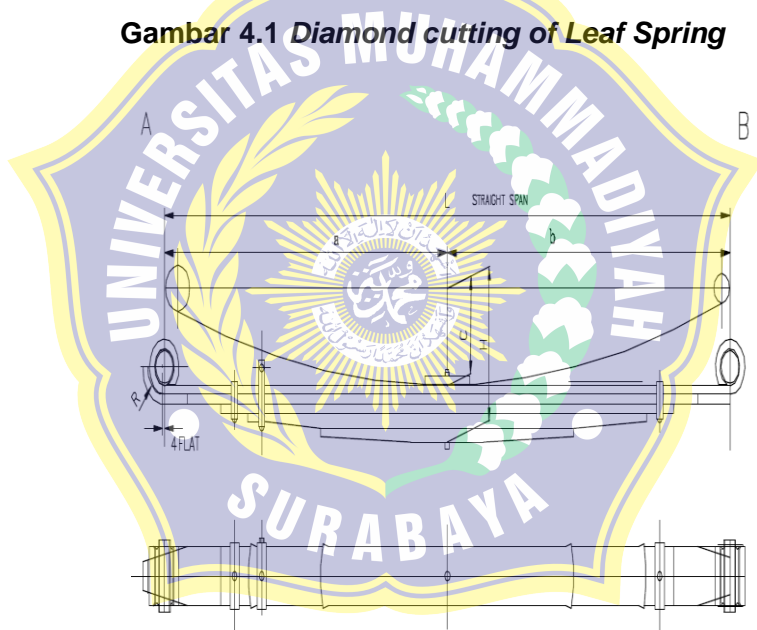 Gambar 4.1 Diamond cutting of Leaf Spring
UNIVERSITAS MUHAMMADIYAH
A
B
L STRAIGHT SPAN
a
b
C
H
R
4 FLAT
SURABAYA